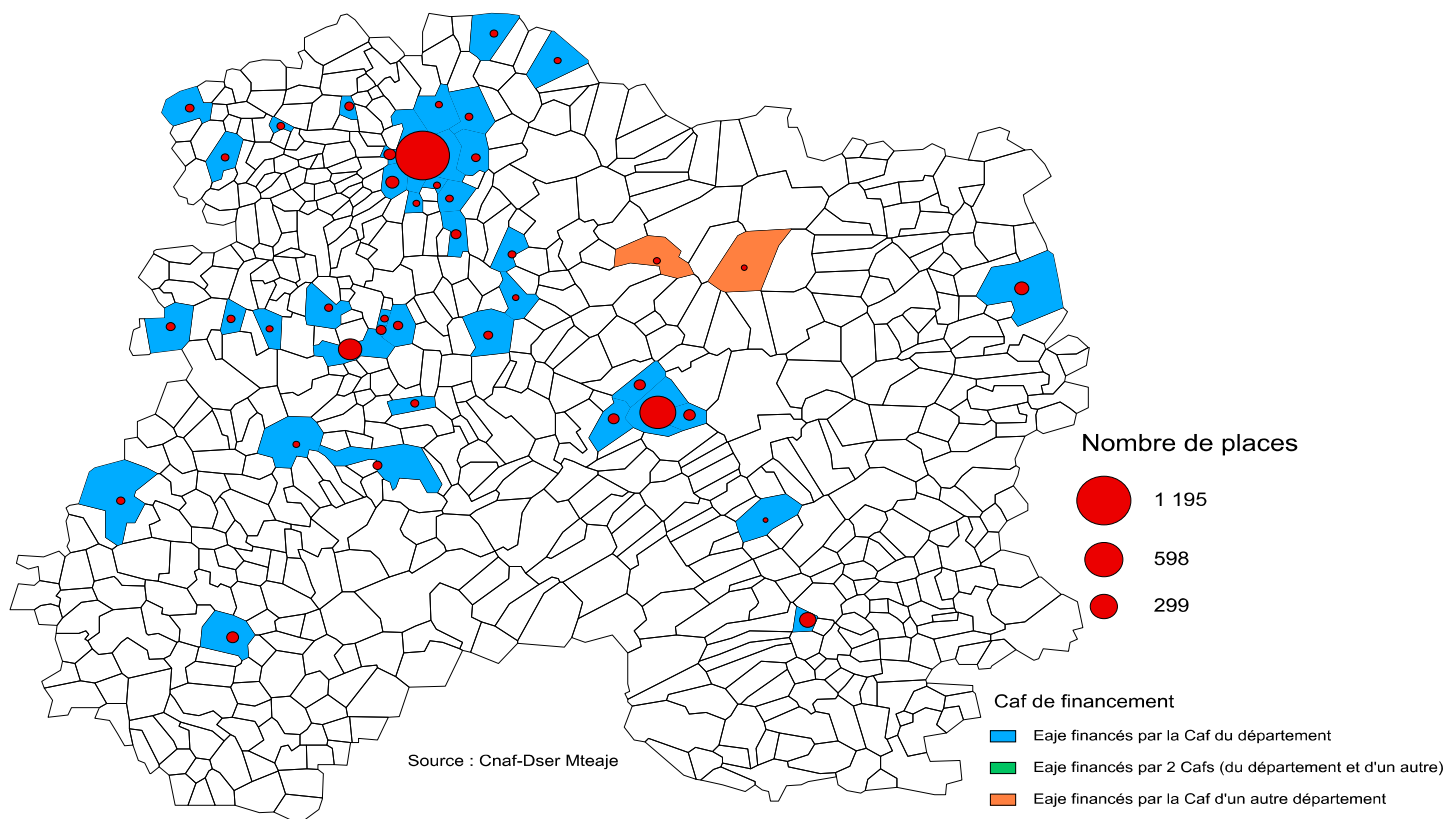 Nombre de places
1 195
598
299
Caf de financement
Eaje financés par la Caf du département
Eaje financés par 2 Cafs (du département et d'un autre)
Eaje financés par la Caf d'un autre département
Source : Cnaf-Dser Mteaje